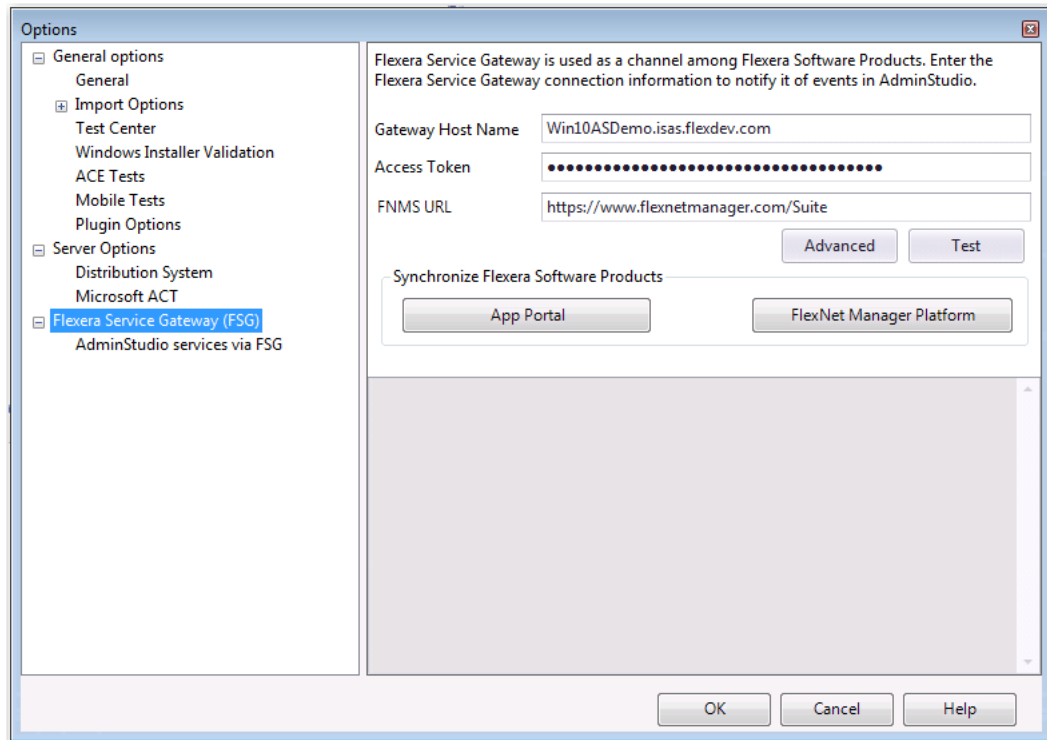 Options
General options
General
Import Options
Test Center
Windows Installer Validation
ACE Tests
Mobile Tests
Plugin Options
Server Options
Distribution System
Microsoft ACT
Flexera Service Gateway (FSG)
AdminStudio services via FSG
Flexera Service Gateway is used as a channel among Flexera Software Products. Enter the
Flexera Service Gateway connection information to notify it of events in AdminStudio.
Gateway Host Name Win10ASDemo.isas.flexdev.com
Access Token ●●●●●●●●●●●●●●●●●●●●●●●●●●●●●●●●●●●●
FNMS URL https://www.flexnetmanager.com/Suite
Advanced Test
Synchronize Flexera Software Products
App Portal FlexNet Manager Platform
OK Cancel Help